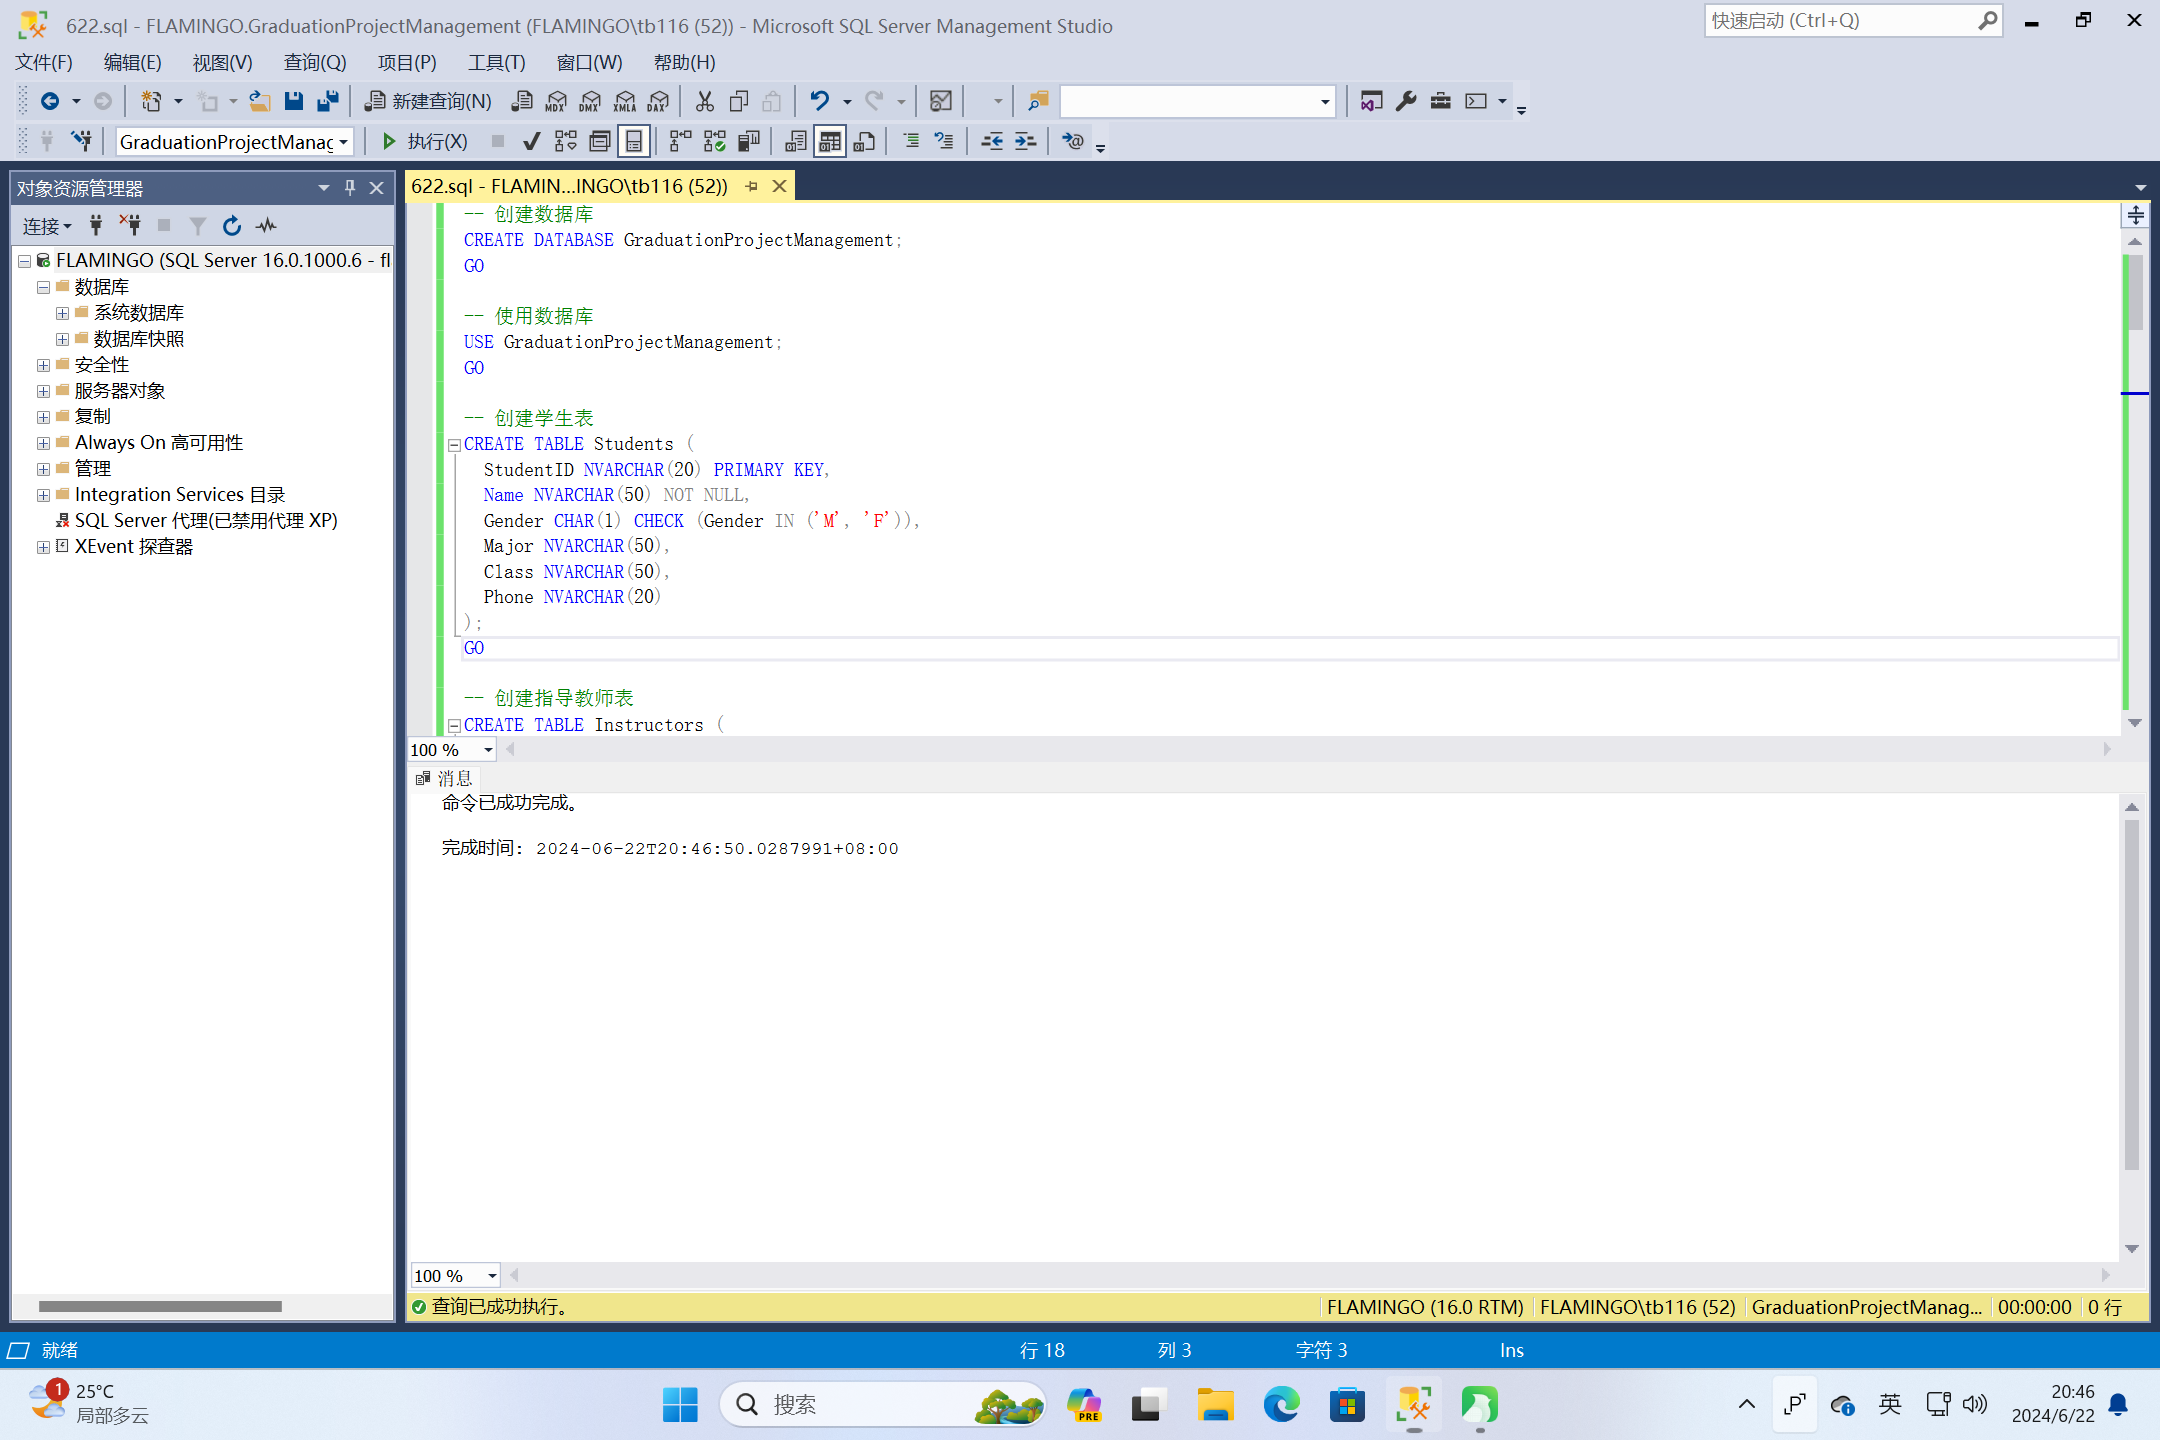 622.sql - FLAMINGO.GraduationProjectManagement (FLAMINGO\tb116 (52)) - Microsoft SQL Server Management Studio
快速启动 (Ctrl+Q)
文件(F) 编辑(E) 视图(V) 查询(Q) 项目(P) 工具(T) 窗口(W) 帮助(H)
新建查询(N) MDX DMX XMLA DAX
GraduationProjectManag 执行(X)
对象资源管理器
连接
FLAMINGO (SQL Server 16.0.1000.6 - fl
数据库
系统数据库
数据库快照
安全性
服务器对象
复制
Always On 高可用性
管理
Integration Services 目录
SQL Server 代理(已禁用代理 XP)
XEvent 探查器
622.sql - FLAMIN...INGO\tb116 (52))
-- 创建数据库
CREATE DATABASE GraduationProjectManagement;
GO
-- 使用数据库
USE GraduationProjectManagement;
GO
-- 创建学生表
CREATE TABLE Students (
StudentID NVARCHAR(20) PRIMARY KEY,
Name NVARCHAR(50) NOT NULL,
Gender CHAR(1) CHECK (Gender IN ('M', 'F')),
Major NVARCHAR(50),
Class NVARCHAR(50),
Phone NVARCHAR(20)
);
GO
-- 创建指导教师表
CREATE TABLE Instructors (
100 %
消息
命令已成功完成。
完成时间: 2024-06-22T20:46:50.0287991+08:00
100 %
查询已成功执行。 FLAMINGO (16.0 RTM) FLAMINGO\tb116 (52) GraduationProjectManag... 00:00:00 0 行
就绪 行 18 列 3 字符 3 Ins
1
25°C
局部多云
搜索
PRE
英
20:46
2024/6/22